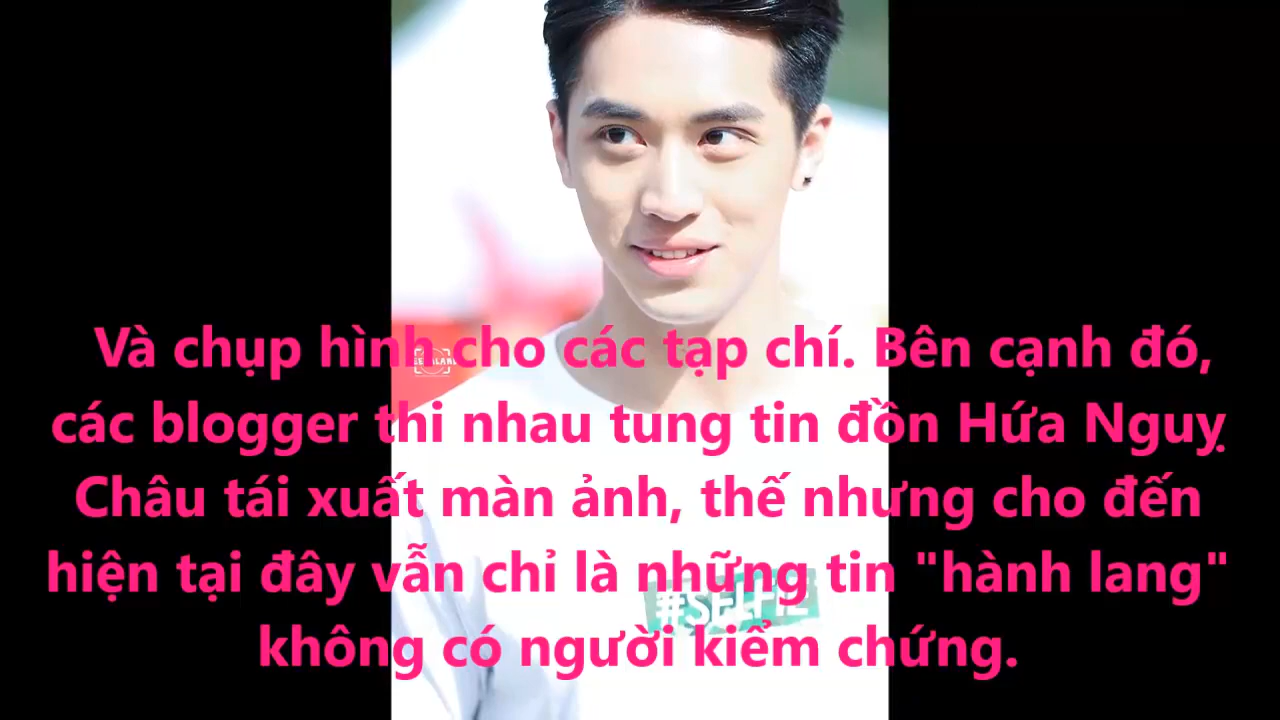 Và chụp hình cho các tạp chí. Bên cạnh đó,
các blogger thi nhau tung tin đồn Hứa Nguỵ
Châu tái xuất màn ảnh, thế nhưng cho đến
hiện tại đây vẫn chỉ là những tin "hành lang"
#SELFIE
không có người kiểm chứng.